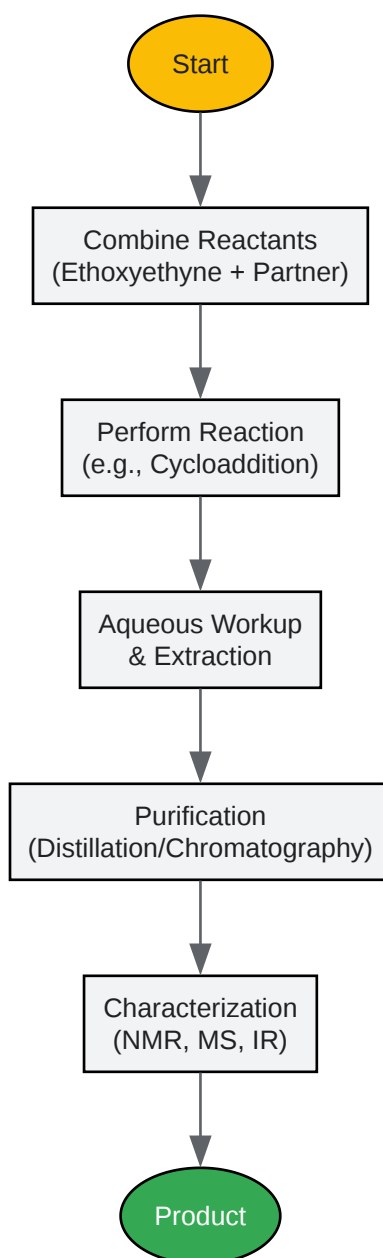 Start
Combine Reactants
(Ethoxyethyne + Partner)
Perform Reaction
(e.g., Cycloaddition)
Aqueous Workup
& Extraction
Purification
(Distillation/Chromatography)
Characterization
(NMR, MS, IR)
Product